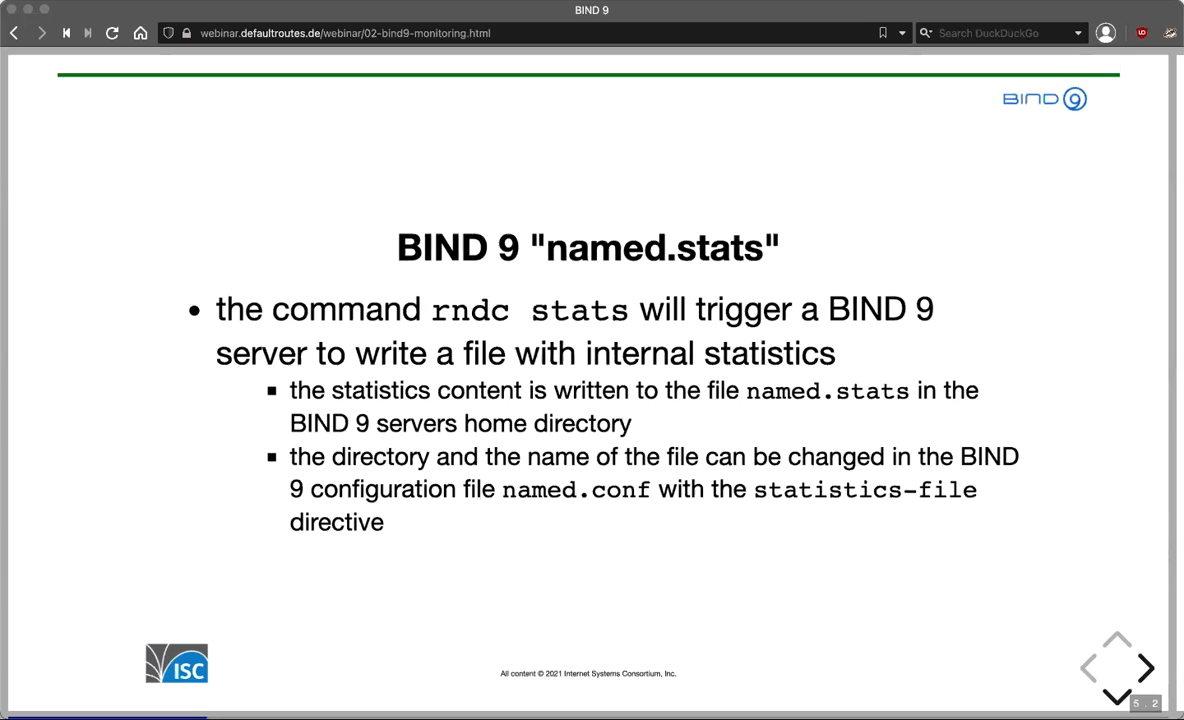 BIND 9
webinar.defaultroutes.de/webinar/02-bind9-monitoring.html
Search DuckDuckGo
BIND 9
BIND 9 "named.stats"
• the command rndc stats will trigger a BIND 9
server to write a file with internal statistics
▪ the statistics content is written to the file named.stats in the
BIND 9 servers home directory
▪ the directory and the name of the file can be changed in the BIND
9 configuration file named.conf with the statistics-file
directive
ISC
All content © 2021 Internet Systems Consortium, Inc.
5 . 2